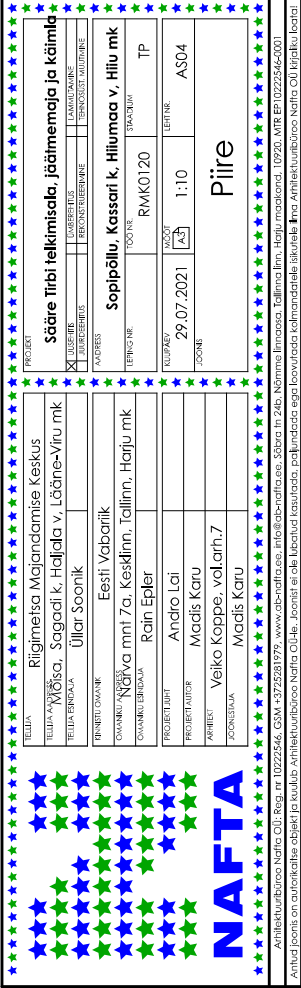 NAFTA
TELLIJA
Riigimetsa Majandamise Keskus
TELLIJA AADRESS
Mõisa, Sagadi k, Haljala v, Lääne-Viru mk
TELLIJA ESINDAJA
Üllar Soonik
KINNISTU OMANIK
Eesti Vabariik
OMANIKU AADRESS
Narva mnt 7a, Kesklinn, Tallinn, Harju mk
OMANIKU ESINDAJA
Rain Epler
PROJEKTIJUHT
Andro Lai
PROJEKTI AUTOR
Madis Karu
ARHITEKT
Veiko Koppe, vol.arh.7
JOONESTAJA
Madis Karu
PROJEKT
Sääre Tirbi telkimisala, jäätmemaja ja käimla
UUSEHITIS
ÜMBEREHITUS
LAMMUTAMINE
JUURDEEHITUS
REKONSTRUEERIMINE
TEHNOSÜST. MUUTMINE
AADRESS
Sopipõllu, Kassari k, Hiiumaa v, Hiiu mk
LEPING NR.
TÖÖ NR.
RMK0120
STAADIUM
TP
KUUPÄEV
29.07.2021
MÕÕT
A3
1:10
LEHT NR.
AS04
JOONIS
Piire
Arhitektuuribüroo Nafta OÜ: Reg. nr 10222546, GSM +3725281979, www.ab-nafta.ee, info@ab-nafta.ee, Sõbra tn 24b, Nõmme linnaosa, Tallinna linn, Harju maakond, 10920, MTR EP10222546-0001
Antud joonis on autorikaitse objekt ja kuulub Arhitektuuribüroo Nafta OÜ-le. Joonist ei ole lubatud kasutada, paljundada ega loovutada kolmandatele isikutele ilma Arhitektuuribüroo Nafta OÜ kirjaliku loata!